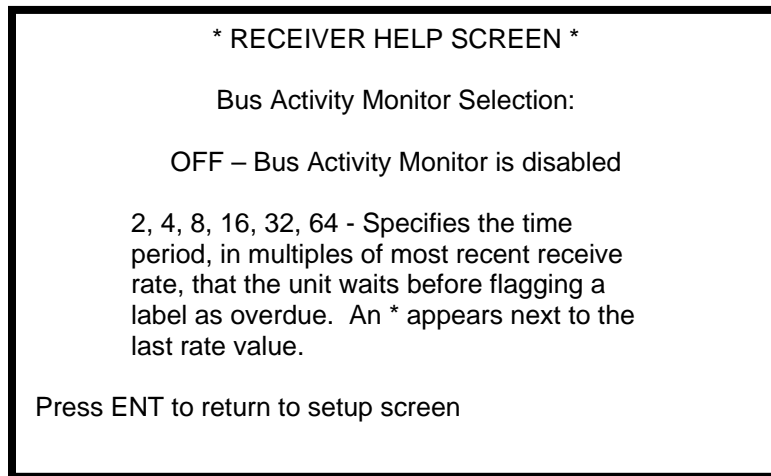 * RECEIVER HELP SCREEN *
Bus Activity Monitor Selection:
OFF – Bus Activity Monitor is disabled
2, 4, 8, 16, 32, 64 - Specifies the time
period, in multiples of most recent receive
rate, that the unit waits before flagging a
label as overdue.  An * appears next to the
last rate value.
Press ENT to return to setup screen